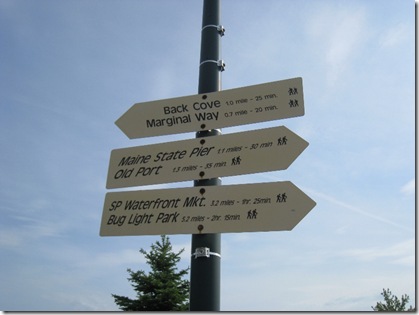 Back Cove 1.0 mile - 25 min.
Marginal Way 0.7 mile - 20 min.
Maine State Pier 1.1 miles - 30 min
Old Port 1.3 miles - 35 min
SP Waterfront Mkt. 3.2 miles - 1hr. 25min.
Bug Light Park 5.2 miles - 2hr. 15min.